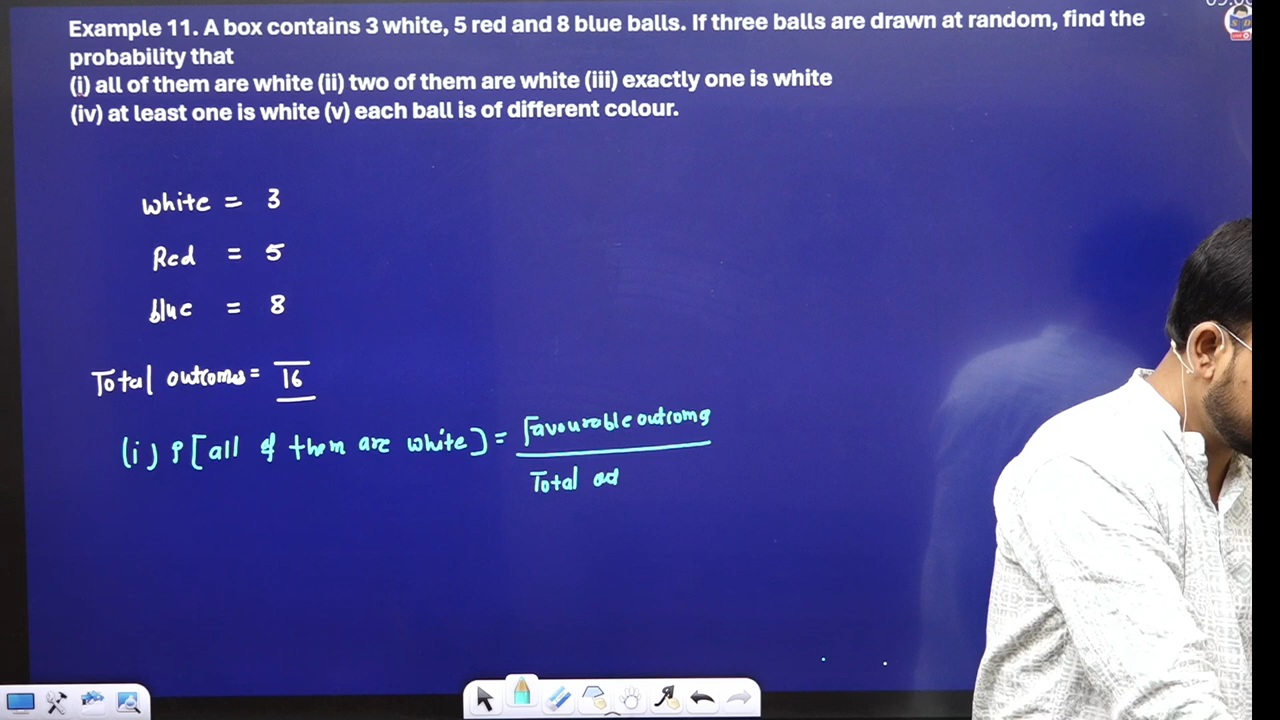 Example 11. A box contains 3 white, 5 red and 8 blue balls. If three balls are drawn at random, find the
probability that
(i) all of them are white (ii) two of them are white (iii) exactly one is white
(iv) at least one is white (v) each ball is of different colour.
white = 3
Red = 5
blue = 8
Total outcomes = 16
(i) P[all of them are white] = favourable outcomes
Total